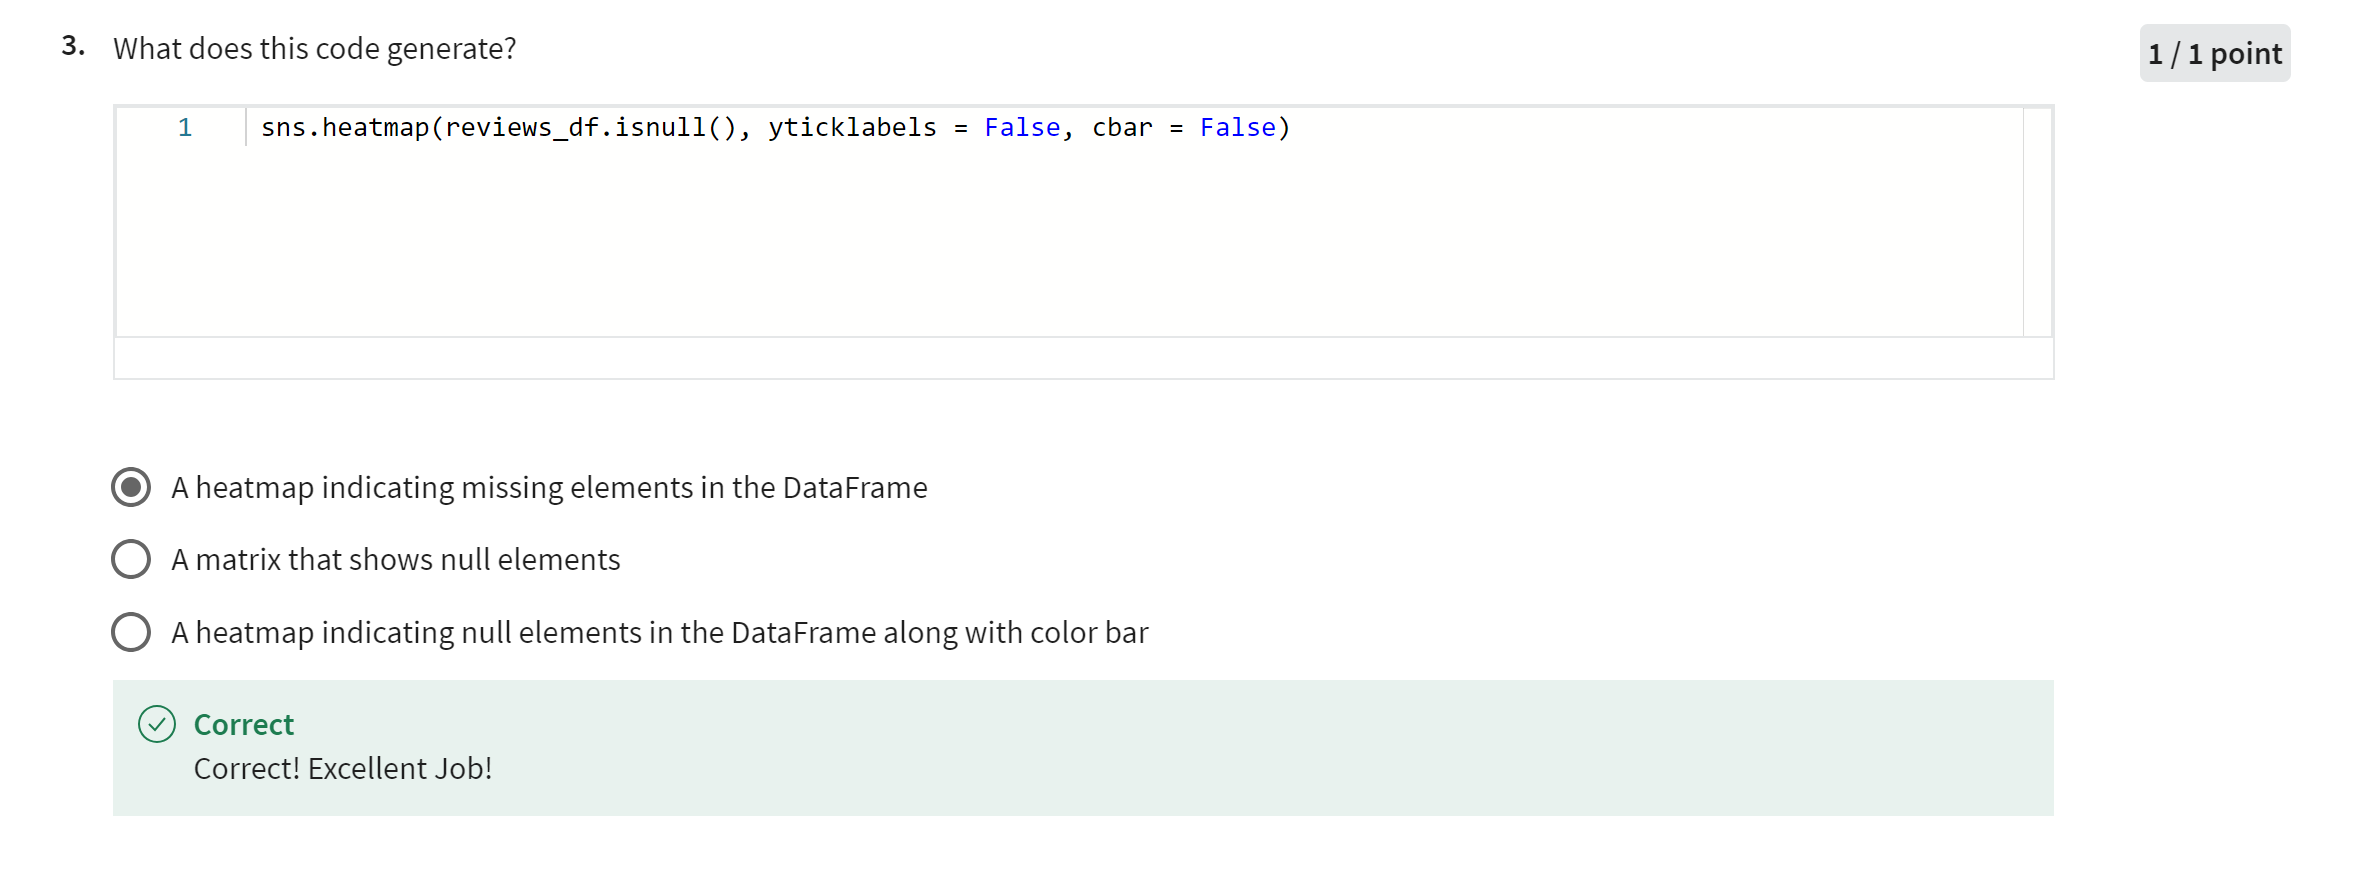 3. What does this code generate?
1 / 1 point
1 sns.heatmap(reviews_df.isnull(), yticklabels = False, cbar = False)
A heatmap indicating missing elements in the DataFrame
A matrix that shows null elements
A heatmap indicating null elements in the DataFrame along with color bar
Correct
Correct! Excellent Job!